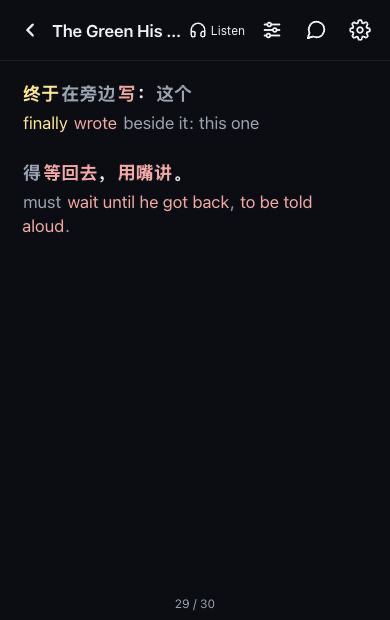 The Green His ... Listen
终于在旁边写：这个
finally wrote beside it: this one
得等回去，用嘴讲。
must wait until he got back, to be told
aloud.
29 / 30